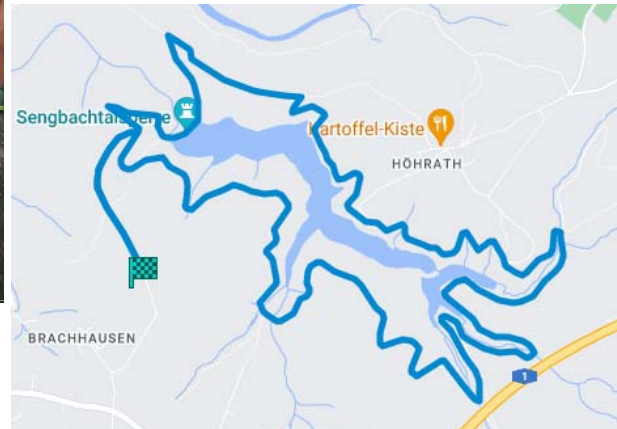 Sengbachtalsperre
Kartoffel-Kiste
HÖHRATH
BRACHHAUSEN
1